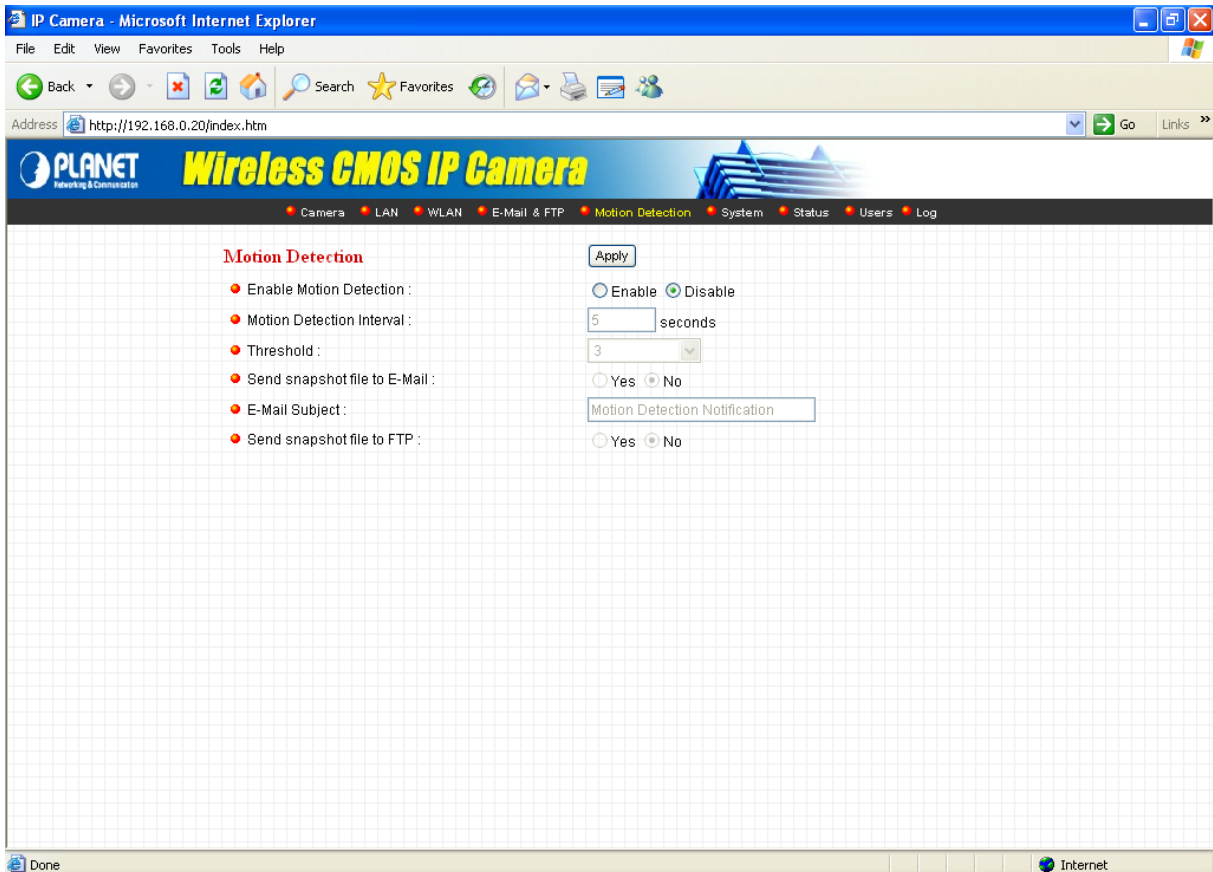 IP Camera - Microsoft Internet Explorer
File Edit View Favorites Tools Help
Back Search Favorites
Address http://192.168.0.20/index.htm Go Links »
PLANET Networking & Communication Wireless CMOS IP Camera
Camera LAN WLAN E-Mail & FTP Motion Detection System Status Users Log
Motion Detection Apply
Enable Motion Detection : Enable Disable
Motion Detection Interval : 5 seconds
Threshold : 3
Send snapshot file to E-Mail : Yes No
E-Mail Subject : Motion Detection Notification
Send snapshot file to FTP : Yes No
Done Internet